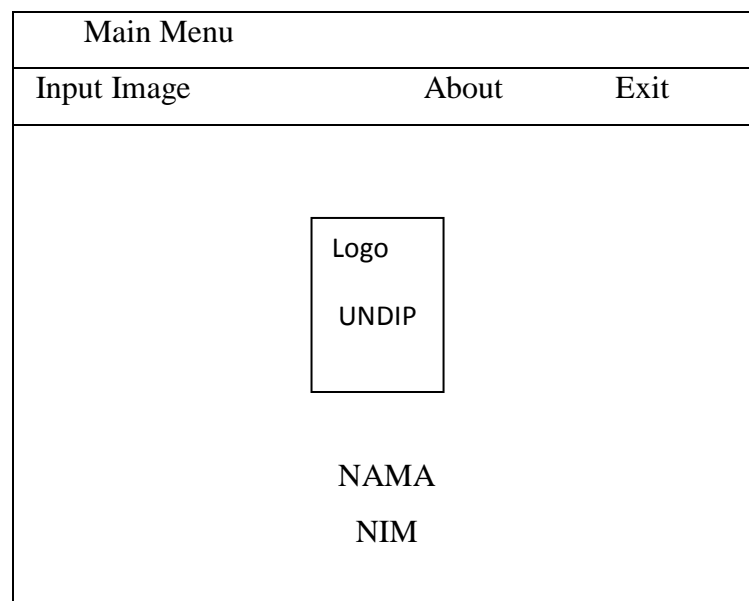 Main Menu
Input Image About Exit
Logo
UNDIP
NAMA
NIM